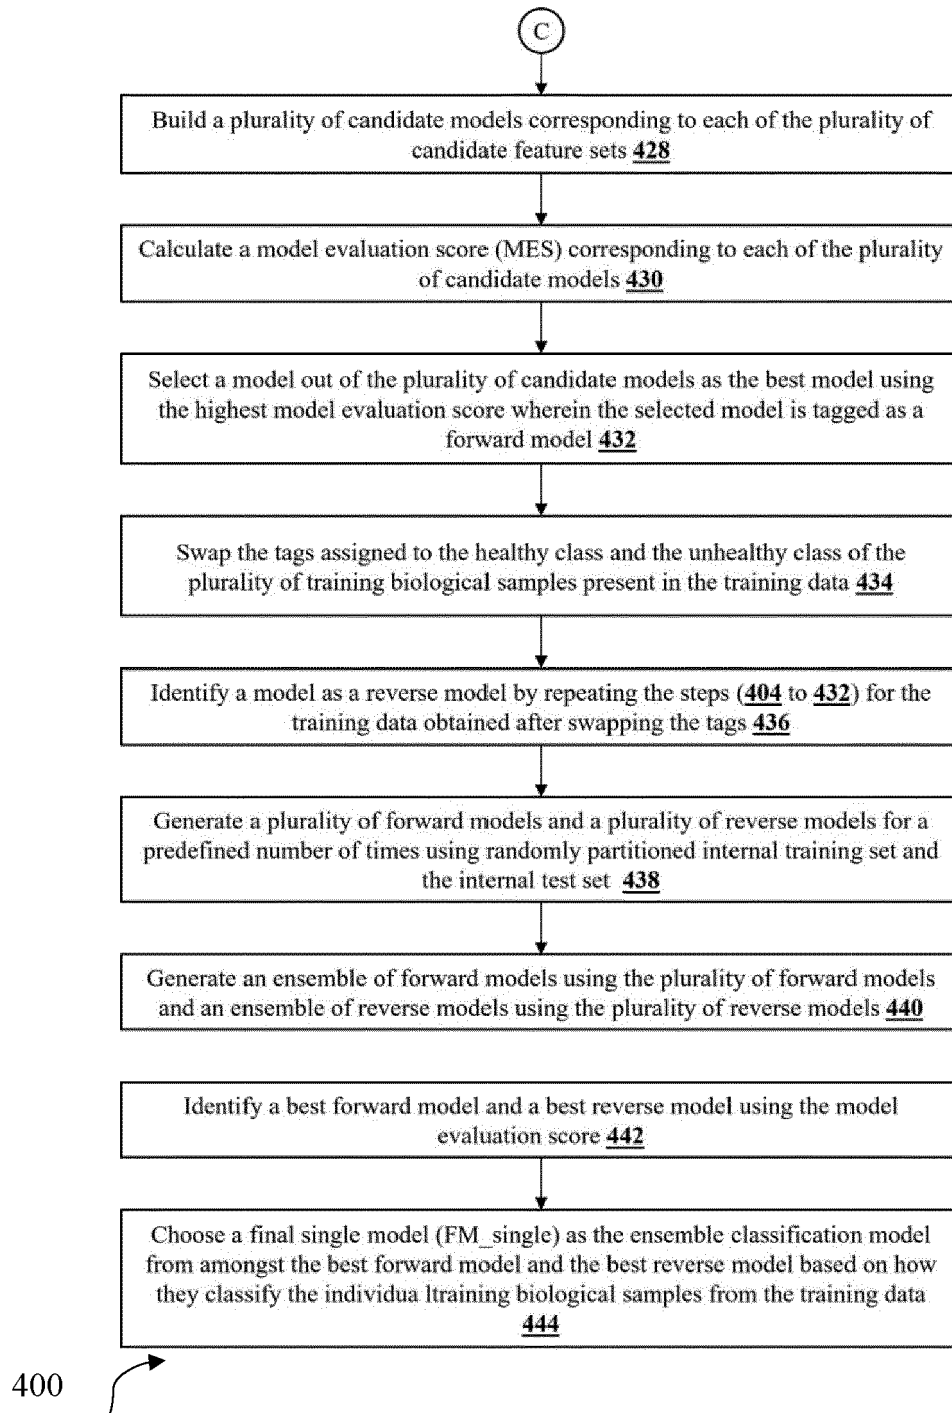 C
Build a plurality of candidate models corresponding to each of the plurality of
candidate feature sets 428
Calculate a model evaluation score (MES) corresponding to each of the plurality
of candidate models 430
Select a model out of the plurality of candidate models as the best model using
the highest model evaluation score wherein the selected model is tagged as a
forward model 432
Swap the tags assigned to the healthy class and the unhealthy class of the
plurality of training biological samples present in the training data 434
Identify a model as a reverse model by repeating the steps (404 to 432) for the
training data obtained after swapping the tags 436
Generate a plurality of forward models and a plurality of reverse models for a
predefined number of times using randomly partitioned internal training set and
the internal test set 438
Generate an ensemble of forward models using the plurality of forward models
and an ensemble of reverse models using the plurality of reverse models 440
Identify a best forward model and a best reverse model using the model
evaluation score 442
Choose a final single model (FM_single) as the ensemble classification model
from amongst the best forward model and the best reverse model based on how
they classify the individua ltraining biological samples from the training data
444
400